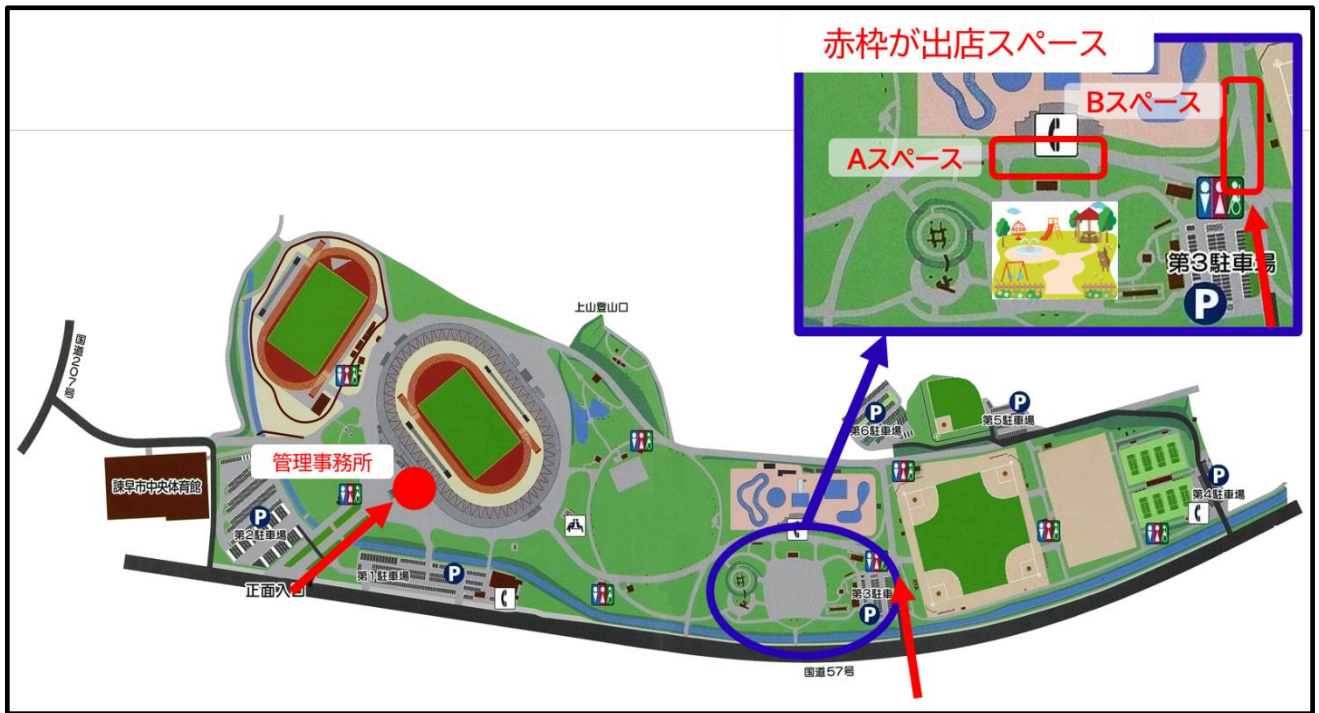 赤枠が出店スペース
Bスペース
Aスペース
第3駐車場
P
上山登山口
国道207号
P
第6駐車場
P
第5駐車場
管理事務所
諫早市中央体育館
P
第2駐車場
P
第4駐車場
正面入口
第1駐車場
P
第3駐車
P
国道57号